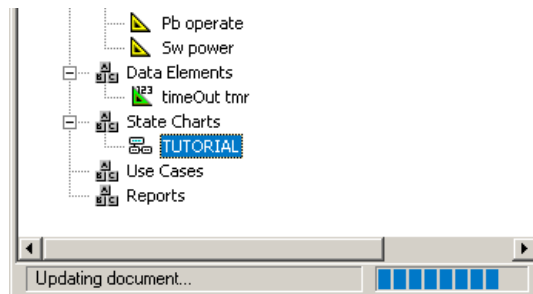 Pb operate
Sw power
Data Elements
timeOut tmr
State Charts
TUTORIAL
Use Cases
Reports
Updating document...